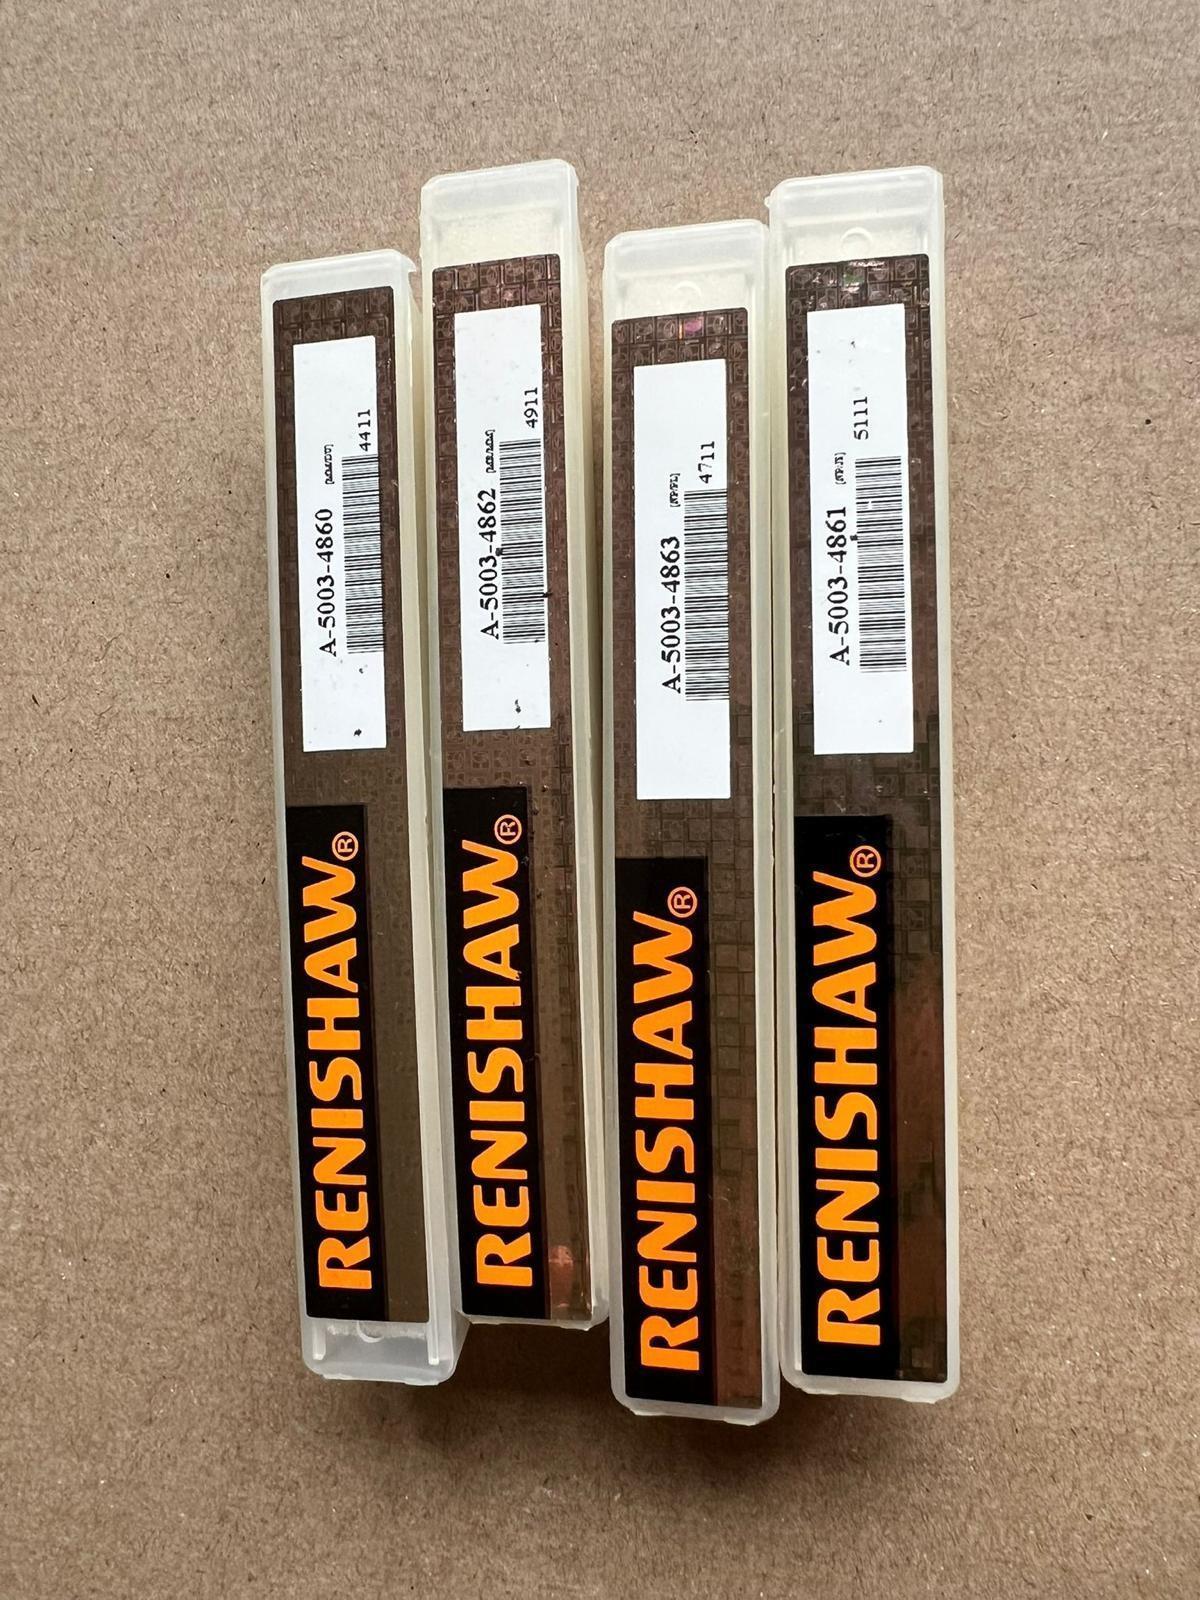 A-5003-4860
4411
RENISHAW®
A-5003-4862
4911
RENISHAW®
A-5003-4863
4711
RENISHAW®
A-5003-4861
5111
RENISHAW®